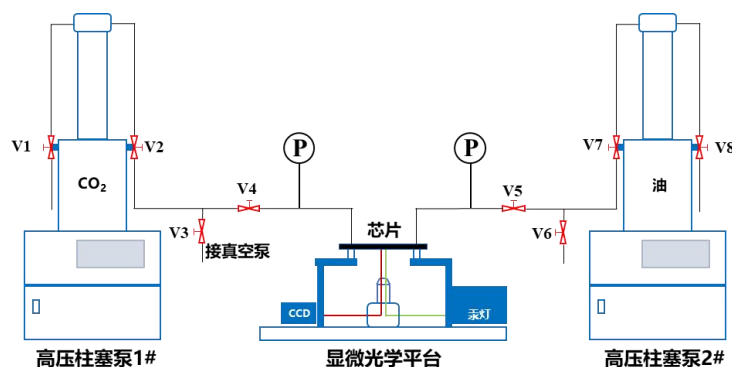 V1
V2
CO₂
V3
接真空泵
V4
P
芯片
P
V5
V6
V7
V8
油
CCD
汞灯
高压柱塞泵1#
显微光学平台
高压柱塞泵2#